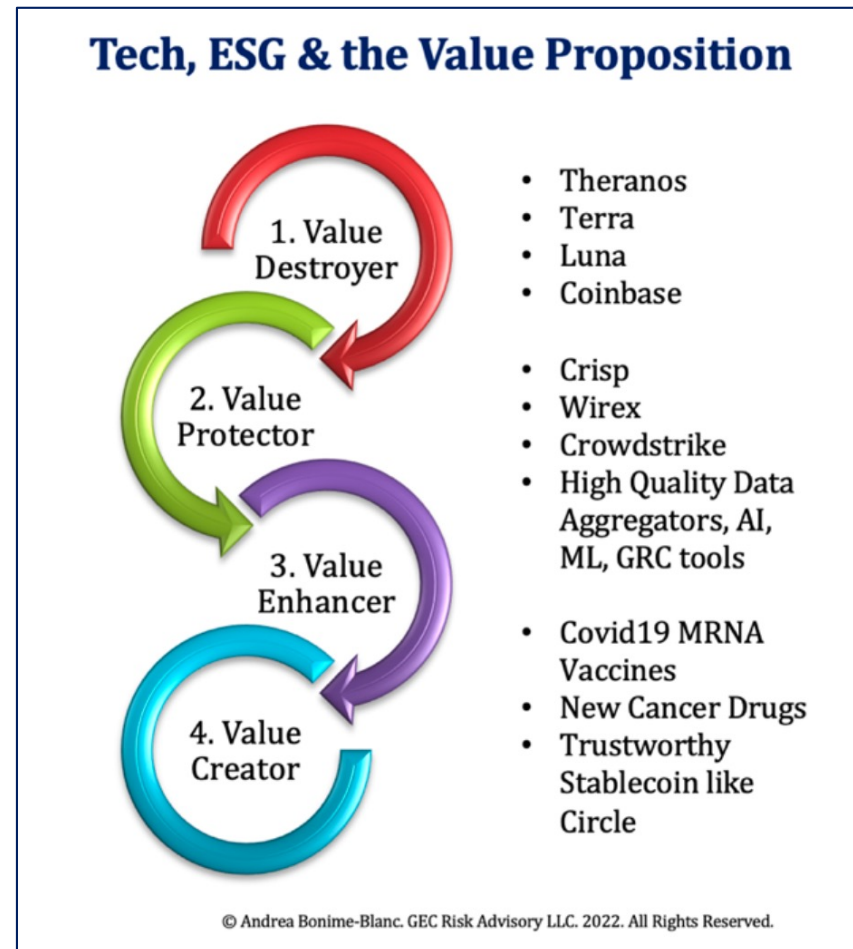 Tech, ESG & the Value Proposition
1. Value
Destroyer
• Theranos
• Terra
• Luna
• Coinbase
2. Value
Protector
• Crisp
• Wirex
• Crowdstrike
• High Quality Data
Aggregators, AI,
ML, GRC tools
3. Value
Enhancer
4. Value
Creator
• Covid19 MRNA
Vaccines
• New Cancer Drugs
• Trustworthy
Stablecoin like
Circle
© Andrea Bonime-Blanc. GEC Risk Advisory LLC. 2022. All Rights Reserved.